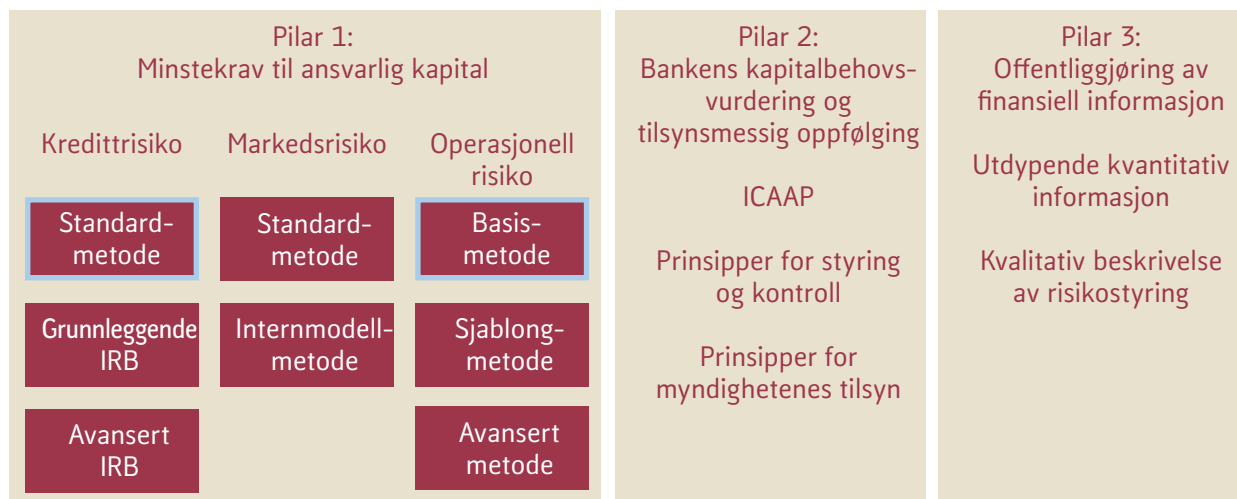 Pilar 1:
Minstekrav til ansvarlig kapital
Kredittrisiko
Markedsrisiko
Operasjonell
risiko
Standard-
metode
Standard-
metode
Basis-
metode
Grunnleggende
IRB
Internmodell-
metode
Sjablong-
metode
Avansert
IRB
Avansert
metode
Pilar 2:
Bankens kapitalbehovs-
vurdering og
tilsynsmessig oppfølging
ICAAP
Prinsipper for styring
og kontroll
Prinsipper for
myndighetenes tilsyn
Pilar 3:
Offentliggjøring av
finansiell informasjon
Utdypende kvantitativ
informasjon
Kvalitativ beskrivelse
av risikostyring